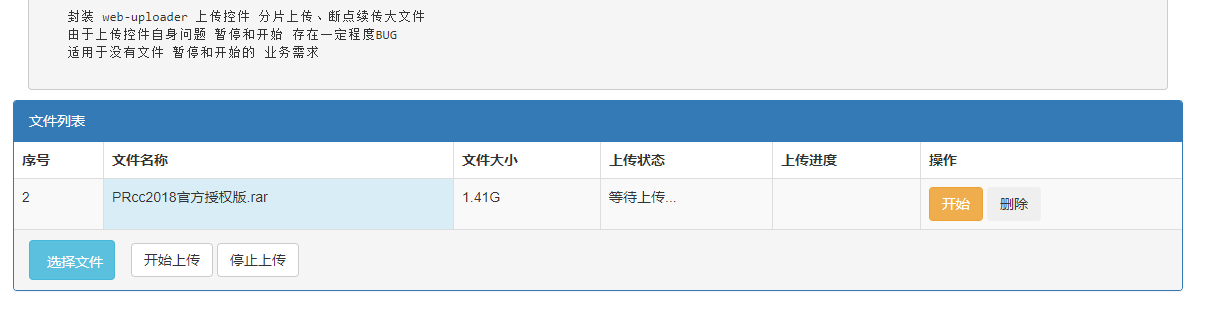 封装 web-uploader 上传控件 分片上传、断点续传大文件
由于上传控件自身问题 暂停和开始 存在一定程度BUG
适用于没有文件 暂停和开始的 业务需求
文件列表
序号 文件名称 文件大小 上传状态 上传进度 操作
2 PRcc2018官方授权版.rar 1.41G 等待上传... 开始 删除
选择文件 开始上传 停止上传